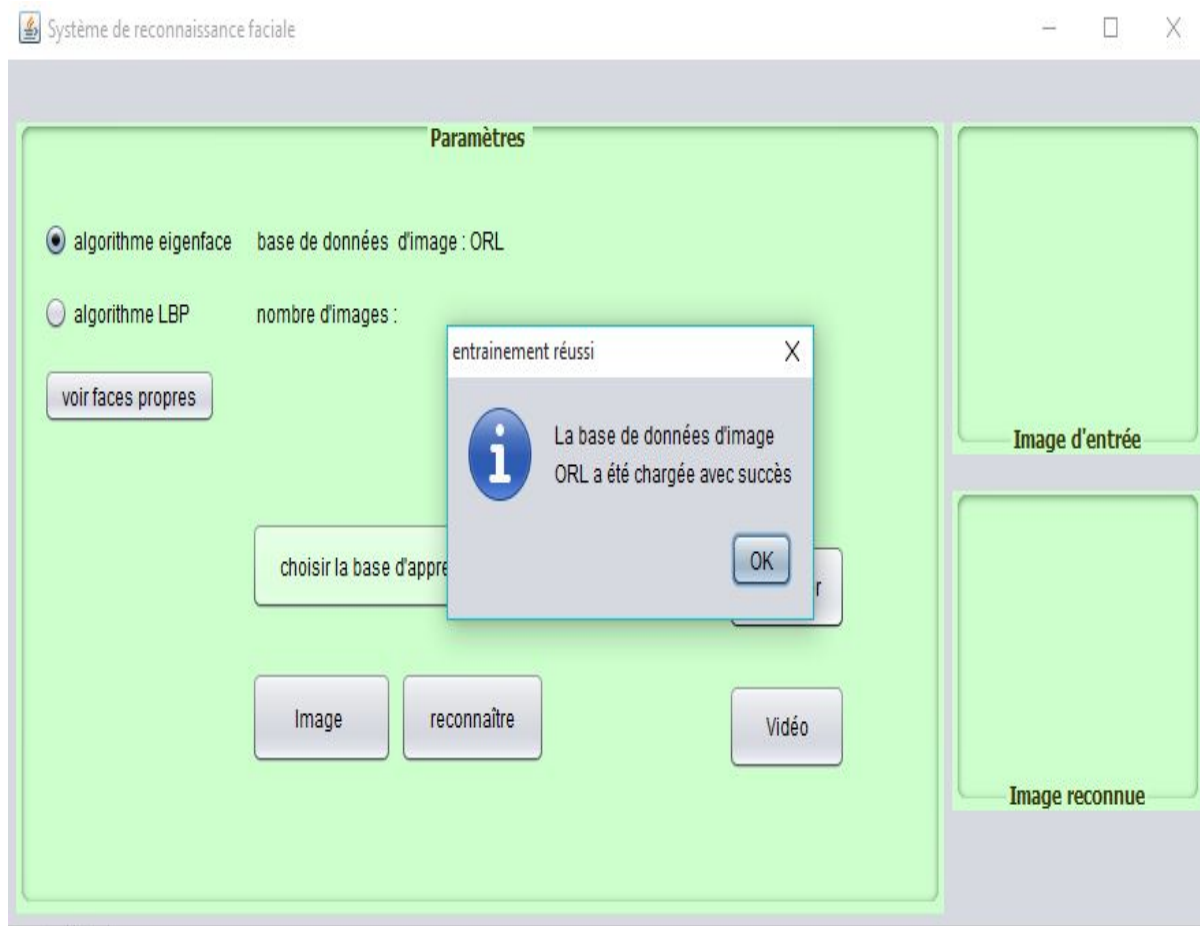 Système de reconnaissance faciale
Paramètres
algorithme eigenface
base de données d'image : ORL
algorithme LBP
nombre d'images :
voir faces propres
entrainement réussi
La base de données d'image
ORL a été chargée avec succès
OK
choisir la base
Image
reconnaître
Vidéo
Image d'entrée
Image reconnue